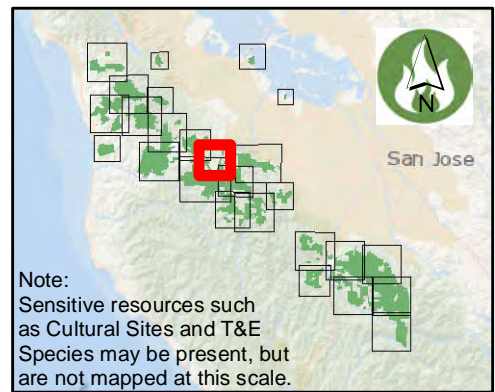 N
San Jose
Note:
Sensitive resources such
as Cultural Sites and T&E
Species may be present, but
are not mapped at this scale.